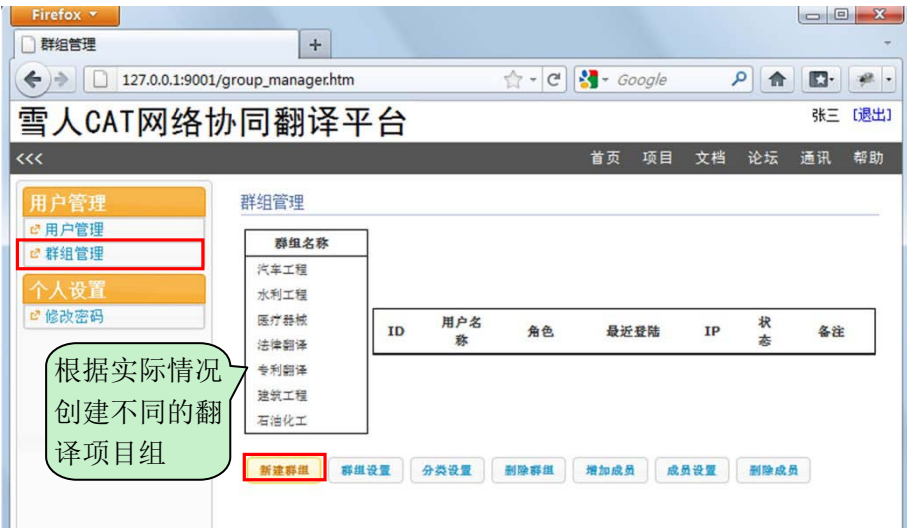 Firefox
群组管理
127.0.0.1:9001/group_manager.htm
Google
雪人CAT网络协同翻译平台
张三 [退出]
<<<
首页 项目 文档 论坛 通讯 帮助
用户管理
用户管理
群组管理
个人设置
修改密码
群组管理
群组名称
汽车工程
水利工程
医疗器械
法律翻译
专利翻译
建筑工程
石油化工
ID 用户名称 角色 最近登陆 IP 状态 备注
根据实际情况
创建不同的翻
译项目组
新建群组 群组设置 分类设置 删除群组 增加成员 成员设置 删除成员